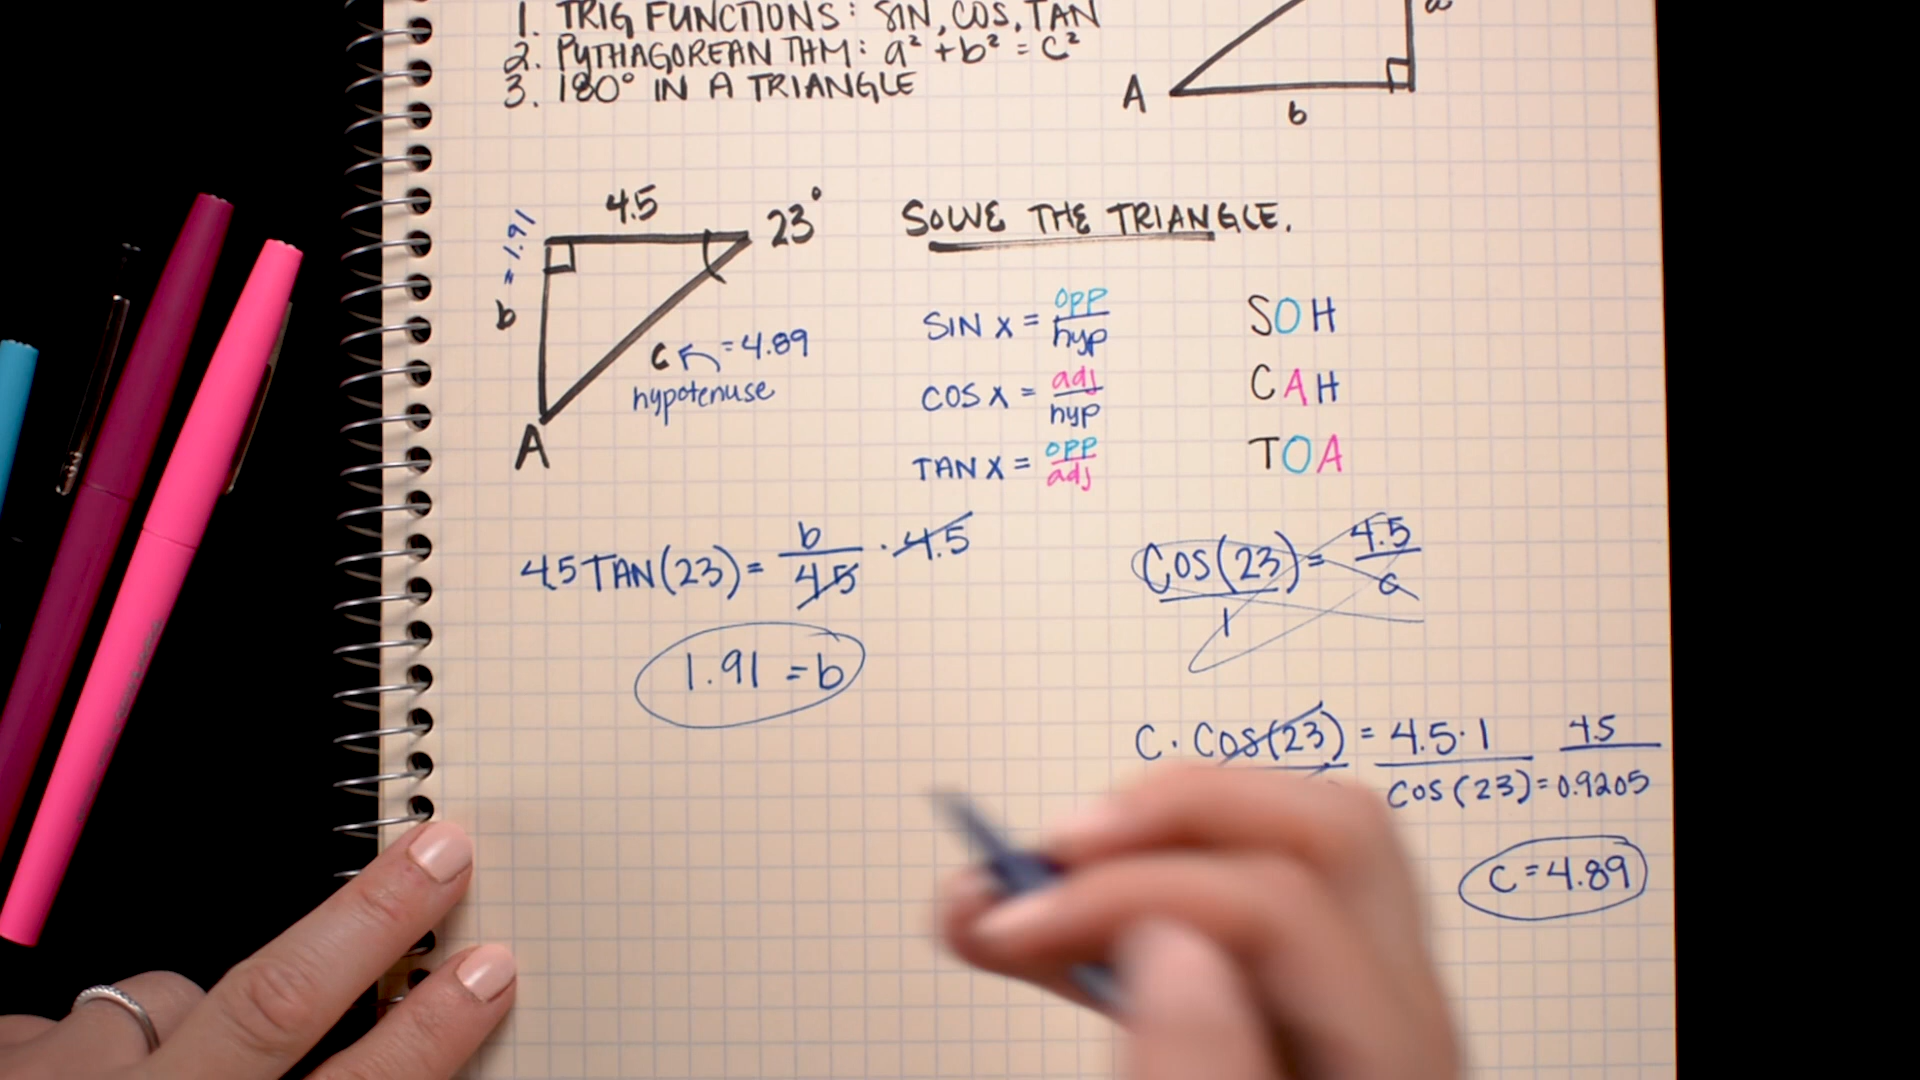 1. TRIG FUNCTIONS: SIN, COS, TAN
2. PYTHAGOREAN THM: a² + b² = c²
3. 180° IN A TRIANGLE
a
A
b
4.5
23°
= 1.91
b
c = 4.89
hypotenuse
A
SOLVE THE TRIANGLE.
SIN X = opp/hyp
SOH
COS X = adj/hyp
CAH
TAN X = opp/adj
TOA
4.5 TAN(23) = b/4.5 · 4.5
1.91 = b
Cos(23)/1 = 4.5/c
C · Cos(23) = 4.5 · 1
4.5
Cos(23) = 0.9205
C = 4.89